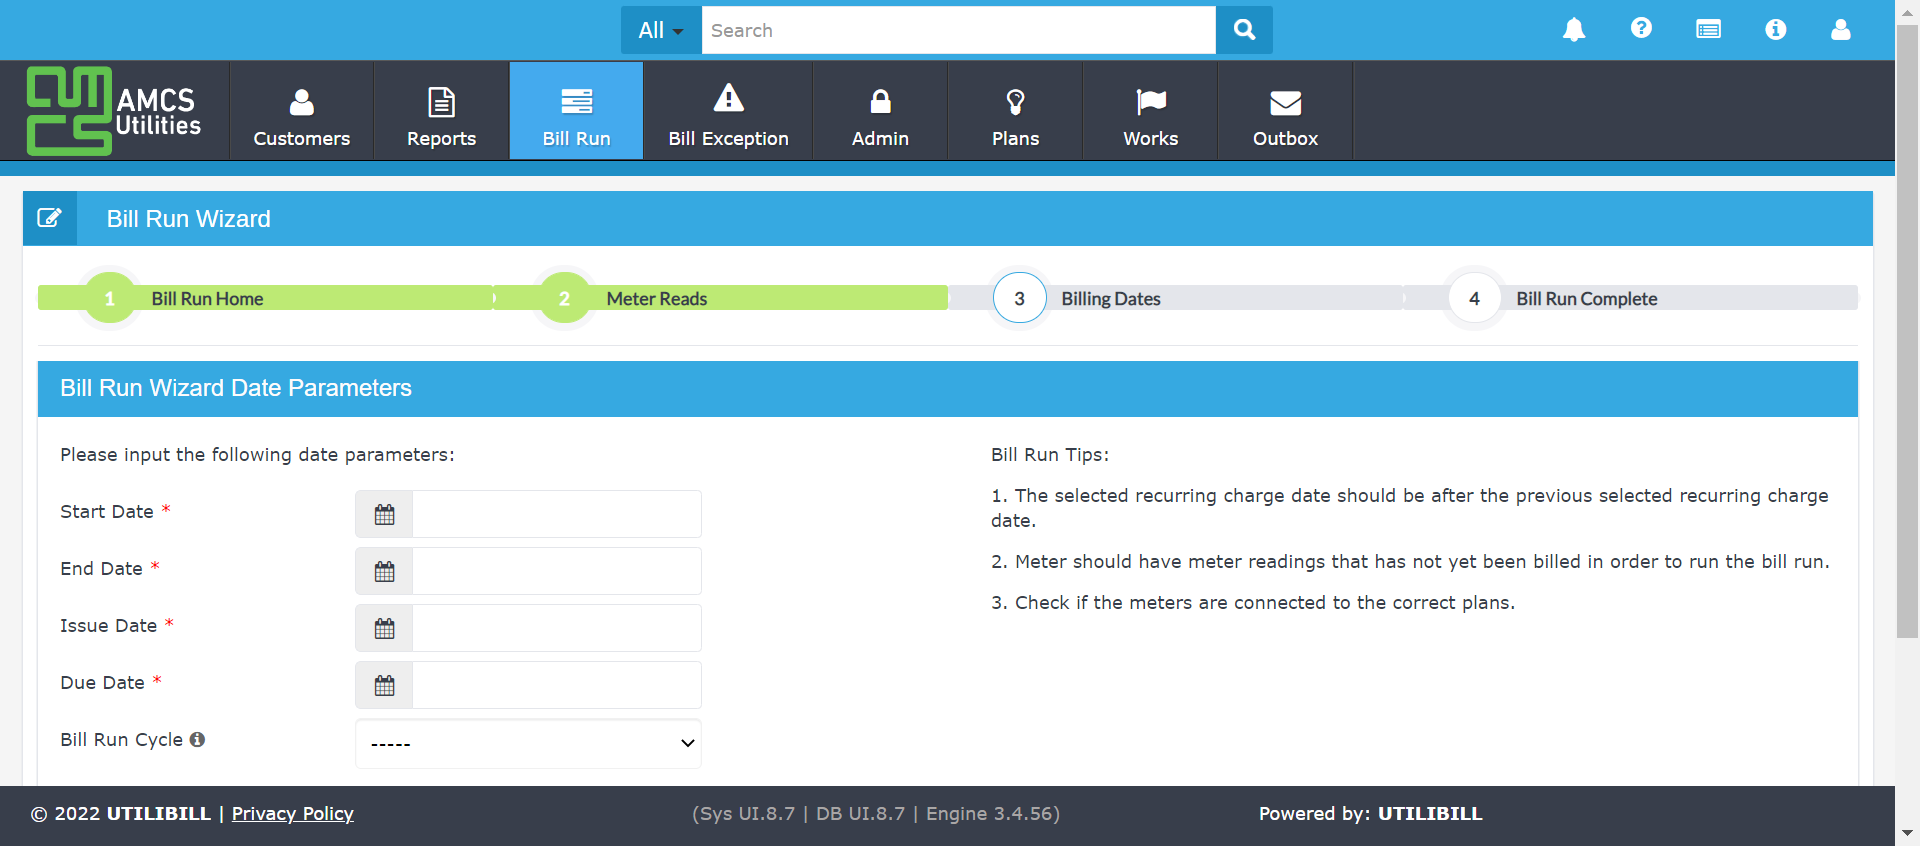 All
Search
AMCS
Utilities
Customers
Reports
Bill Run
Bill Exception
Admin
Plans
Works
Outbox
Bill Run Wizard
1 Bill Run Home
2 Meter Reads
3 Billing Dates
4 Bill Run Complete
Bill Run Wizard Date Parameters
Please input the following date parameters:
Start Date *
End Date *
Issue Date *
Due Date *
Bill Run Cycle
-----
Bill Run Tips:
1. The selected recurring charge date should be after the previous selected recurring charge
date.
2. Meter should have meter readings that has not yet been billed in order to run the bill run.
3. Check if the meters are connected to the correct plans.
© 2022 UTILIBILL | Privacy Policy
(Sys UI.8.7 | DB UI.8.7 | Engine 3.4.56)
Powered by: UTILIBILL